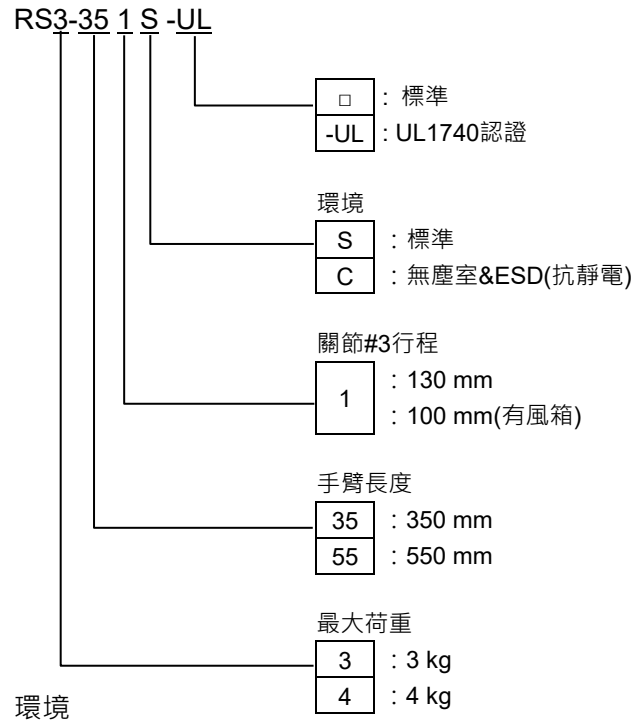 RS3-35 1 S -UL
□ : 標準
-UL : UL1740認證
環境
S : 標準
C : 無塵室&ESD(抗靜電)
關節#3行程
1 : 130 mm
: 100 mm(有風箱)
手臂長度
35 : 350 mm
55 : 550 mm
最大荷重
3 : 3 kg
4 : 4 kg
環境